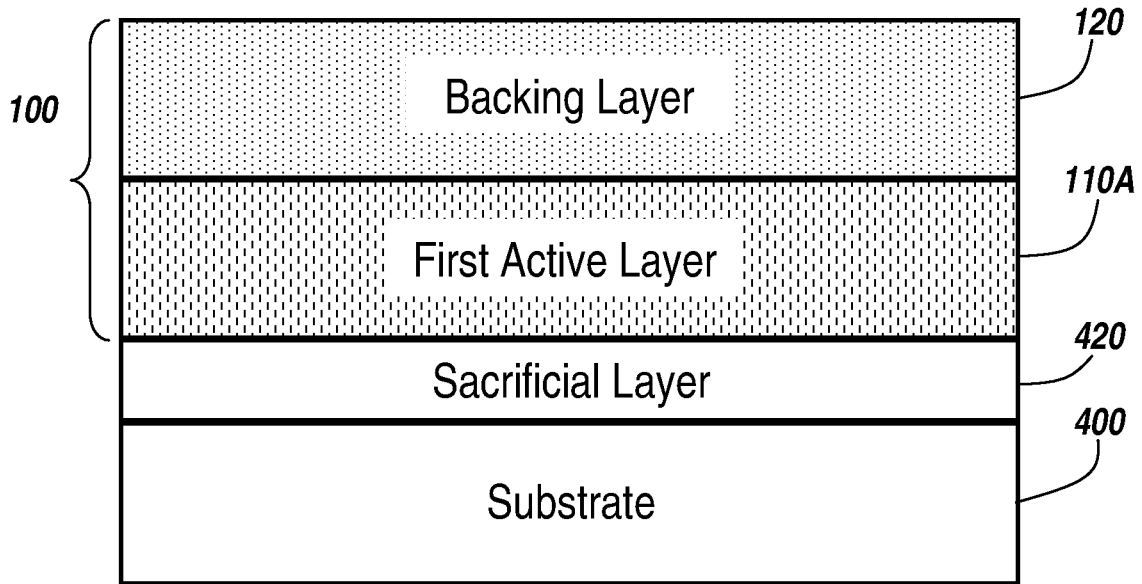 120
Backing Layer
100
110A
First Active Layer
420
Sacrificial Layer
400
Substrate